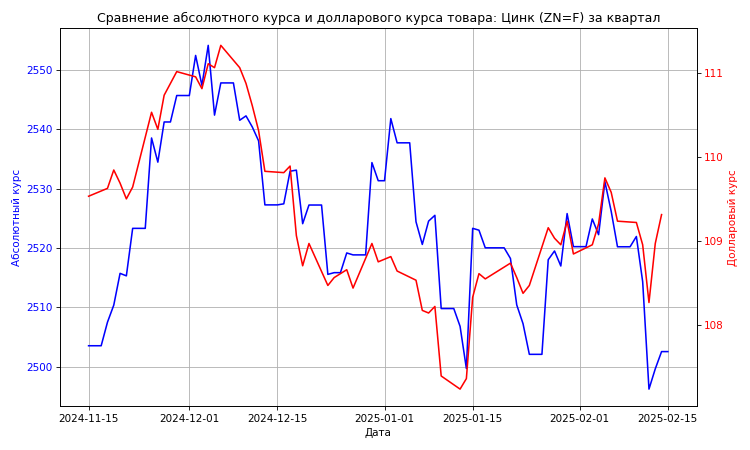 Сравнение абсолютного курса и долларового курса товара: Цинк (ZN=F) за квартал
2550
2540
2530
2520
2510
2500
Абсолютный курс
111
110
109
108
Долларовый курс
2024-11-15 2024-12-01 2024-12-15 2025-01-01 2025-01-15 2025-02-01 2025-02-15
Дата